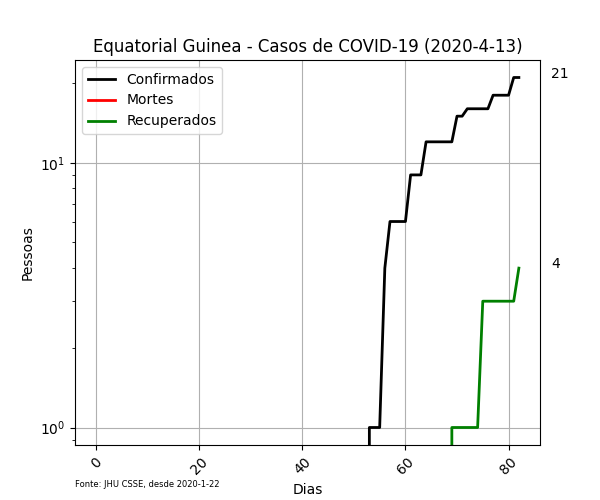 Equatorial Guinea - Casos de COVID-19 (2020-4-13)
Confirmados
Mortes
Recuperados
21
4
10¹
10⁰
Pessoas
0 20 40 60 80
Dias
Fonte: JHU CSSE, desde 2020-1-22